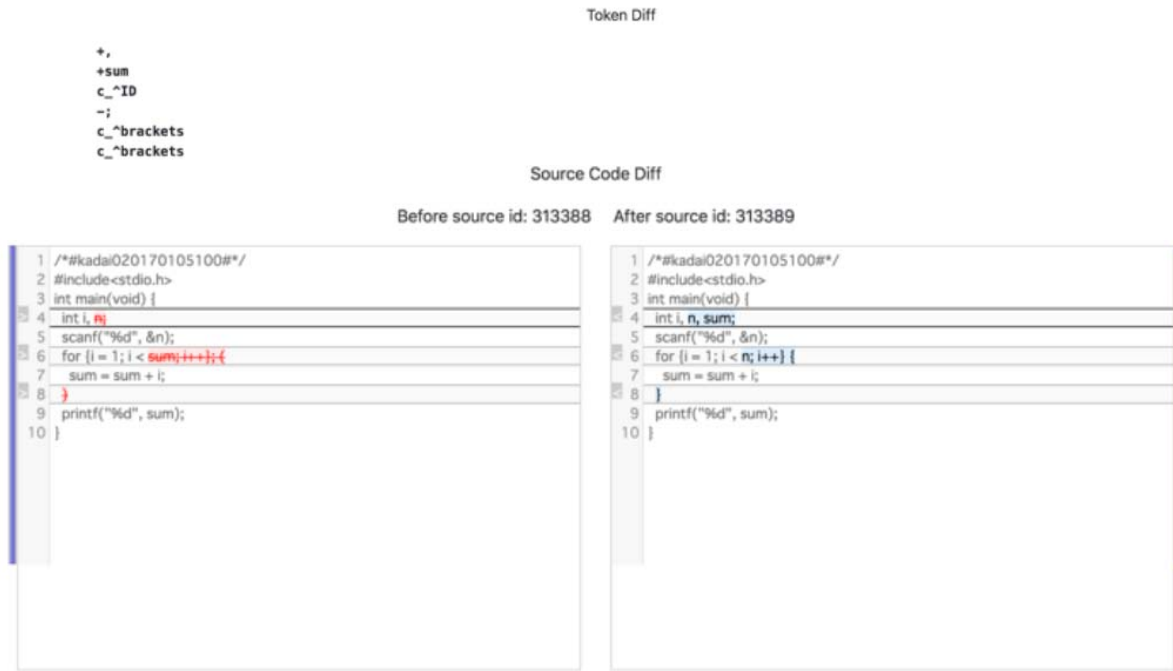 Token Diff
+,
+sum
c_^ID
-;
c_^brackets
c_^brackets
Source Code Diff
Before source id: 313388 After source id: 313389
1 /*#kadai020170105100#*/
2 #include<stdio.h>
3 int main(void) {
4 int i, n;
5 scanf("%d", &n);
6 for {i = 1; i < sum; i++}; {
7 sum = sum + i;
8 }
9 printf("%d", sum);
10 }
1 /*#kadai020170105100#*/
2 #include<stdio.h>
3 int main(void) {
4 int i, n, sum;
5 scanf("%d", &n);
6 for {i = 1; i < n; i++} {
7 sum = sum + i;
8 }
9 printf("%d", sum);
10 }